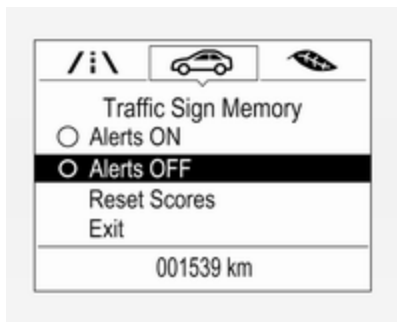 Traffic Sign Memory
Alerts ON
Alerts OFF
Reset Scores
Exit
001539 km